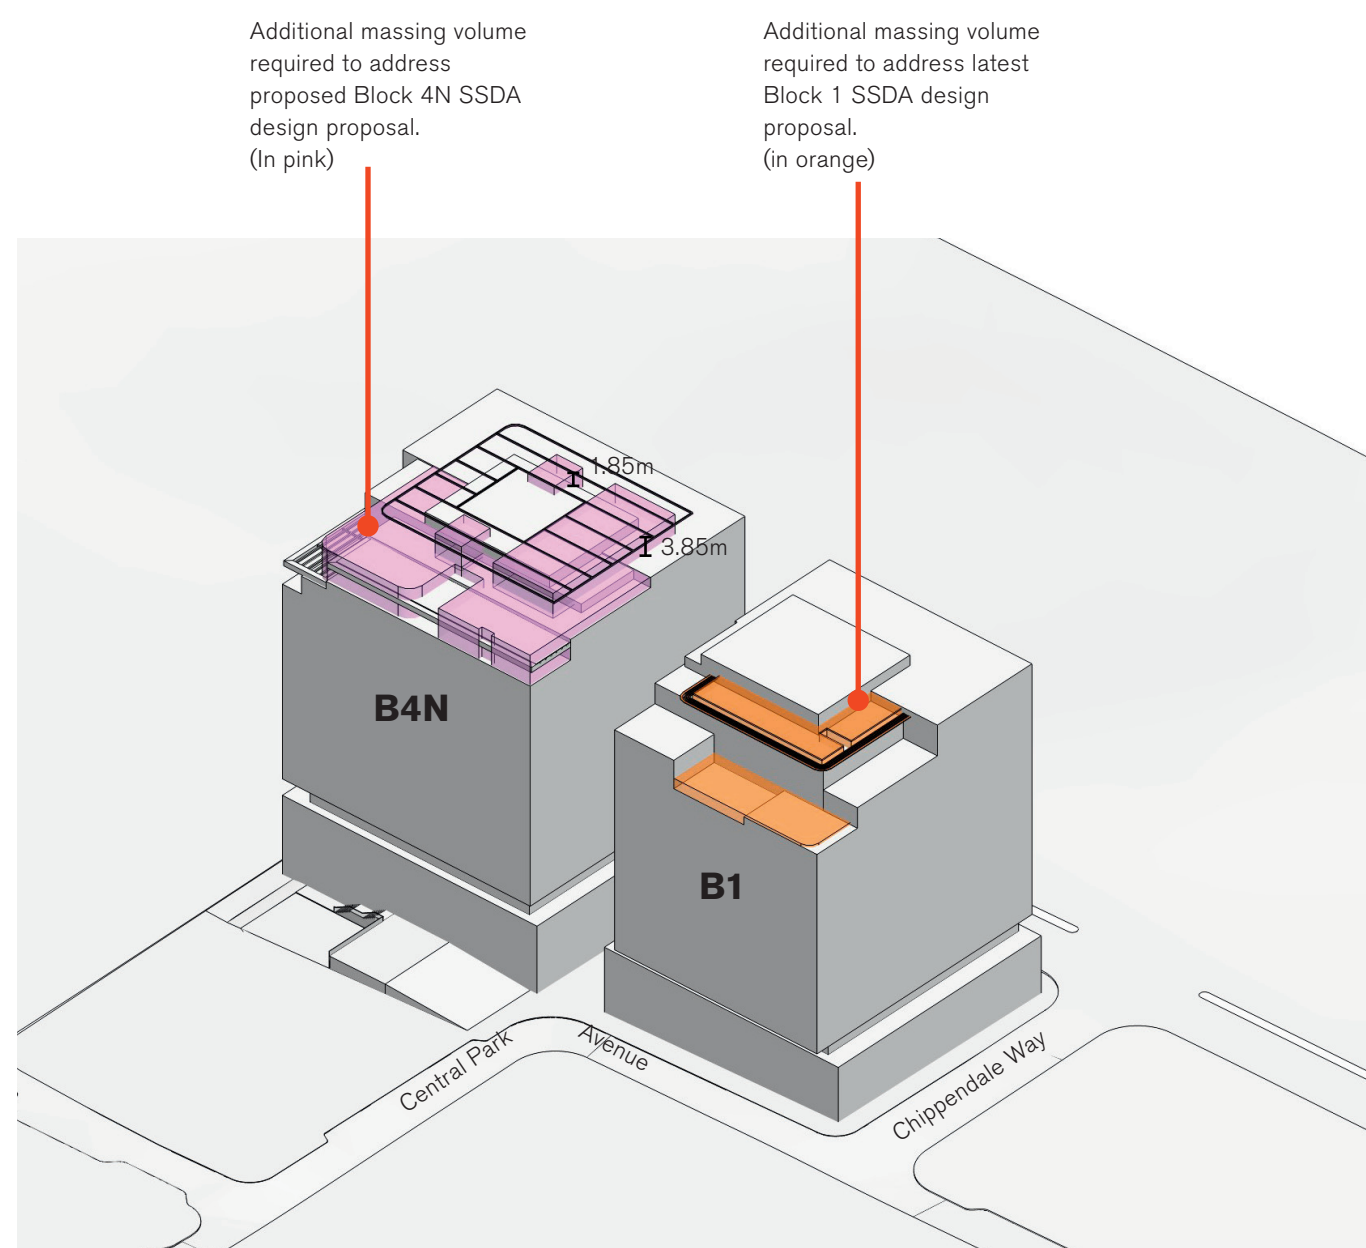 Additional massing volume
required to address
proposed Block 4N SSDA
design proposal.
(In pink)
Additional massing volume
required to address latest
Block 1 SSDA design
proposal.
(in orange)
1.85m
3.85m
B4N
B1
Central Park
Avenue
Chippendale Way